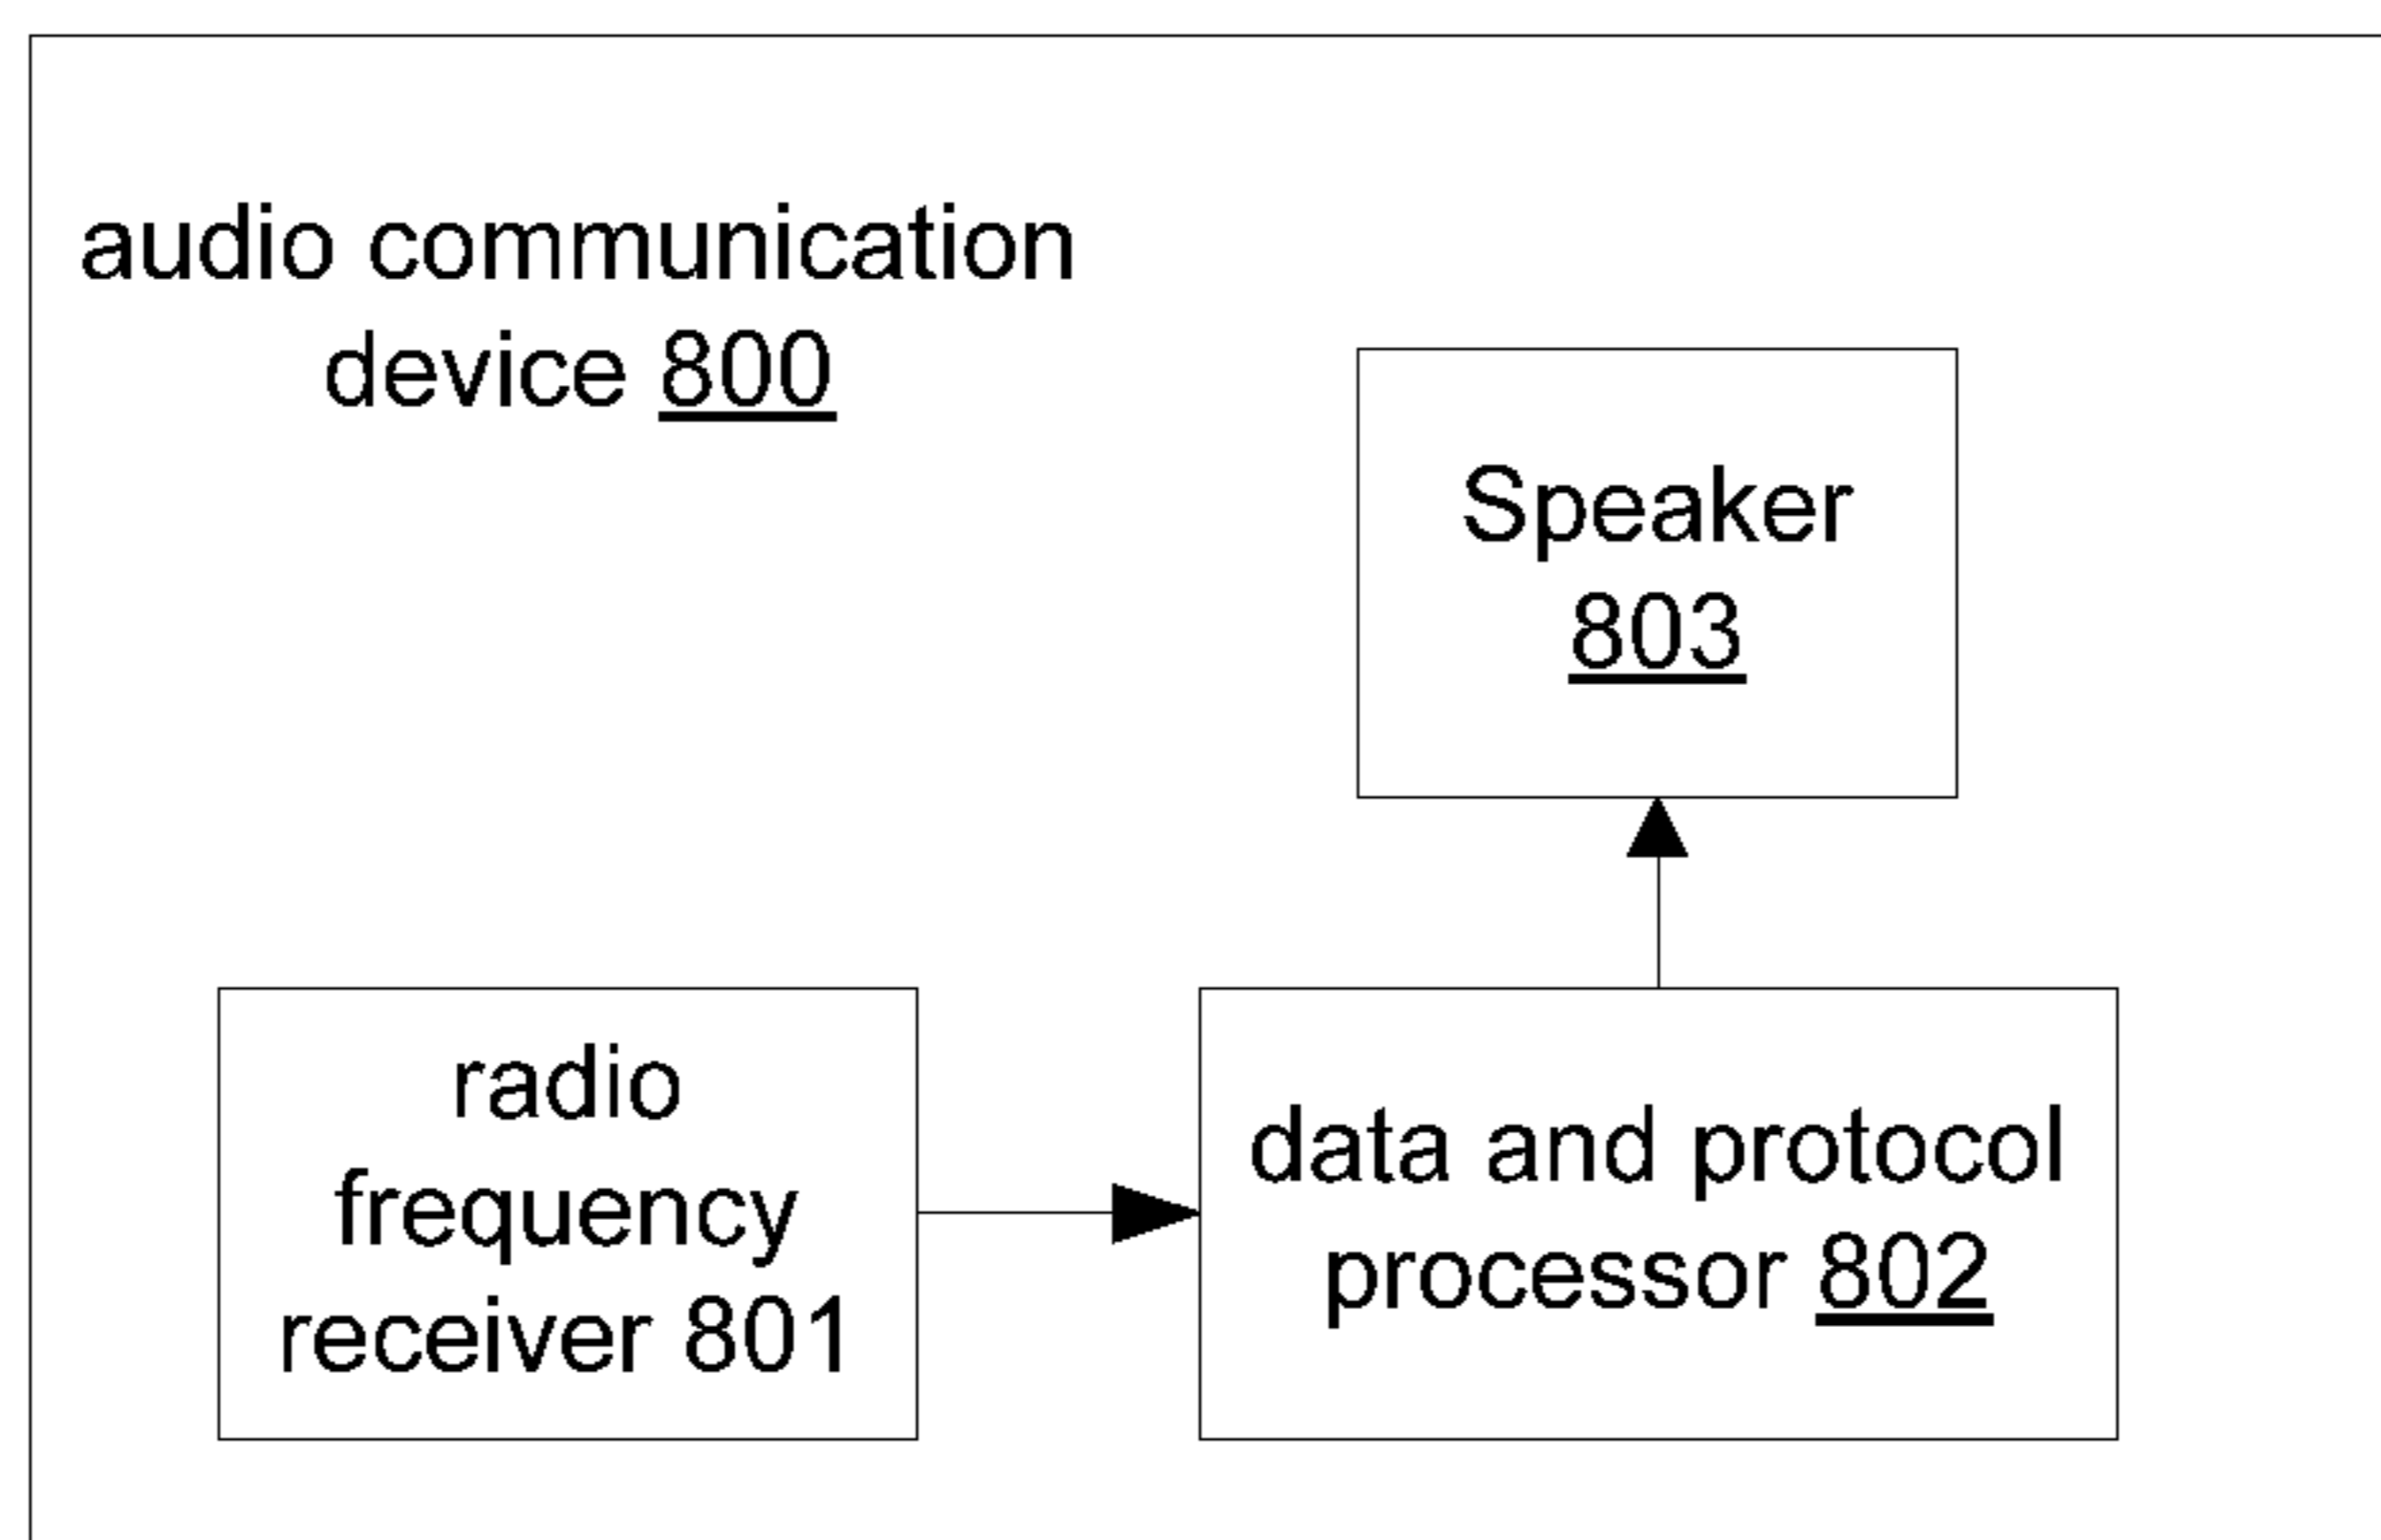 audio communication
device 800
Speaker
803
radio
frequency
receiver 801
data and protocol
processor 802